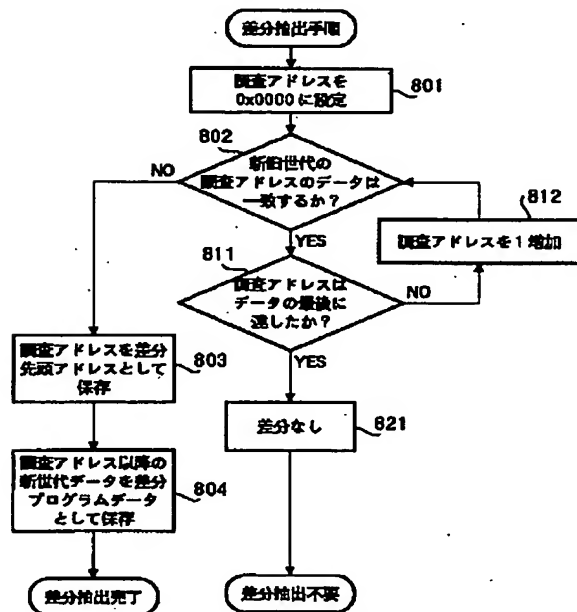 差分抽出手順
調査アドレスを
0x0000に設定
801
802
新旧世代の
調査アドレスのデータは
一致するか？
NO
812
調査アドレスを1増加
YES
811
調査アドレスは
データの最後に
達したか？
NO
YES
調査アドレスを差分
先頭アドレスとして
保存
803
差分なし
821
調査アドレス以降の
新世代データを差分
プログラムデータ
として保存
804
差分抽出完了
差分抽出不要